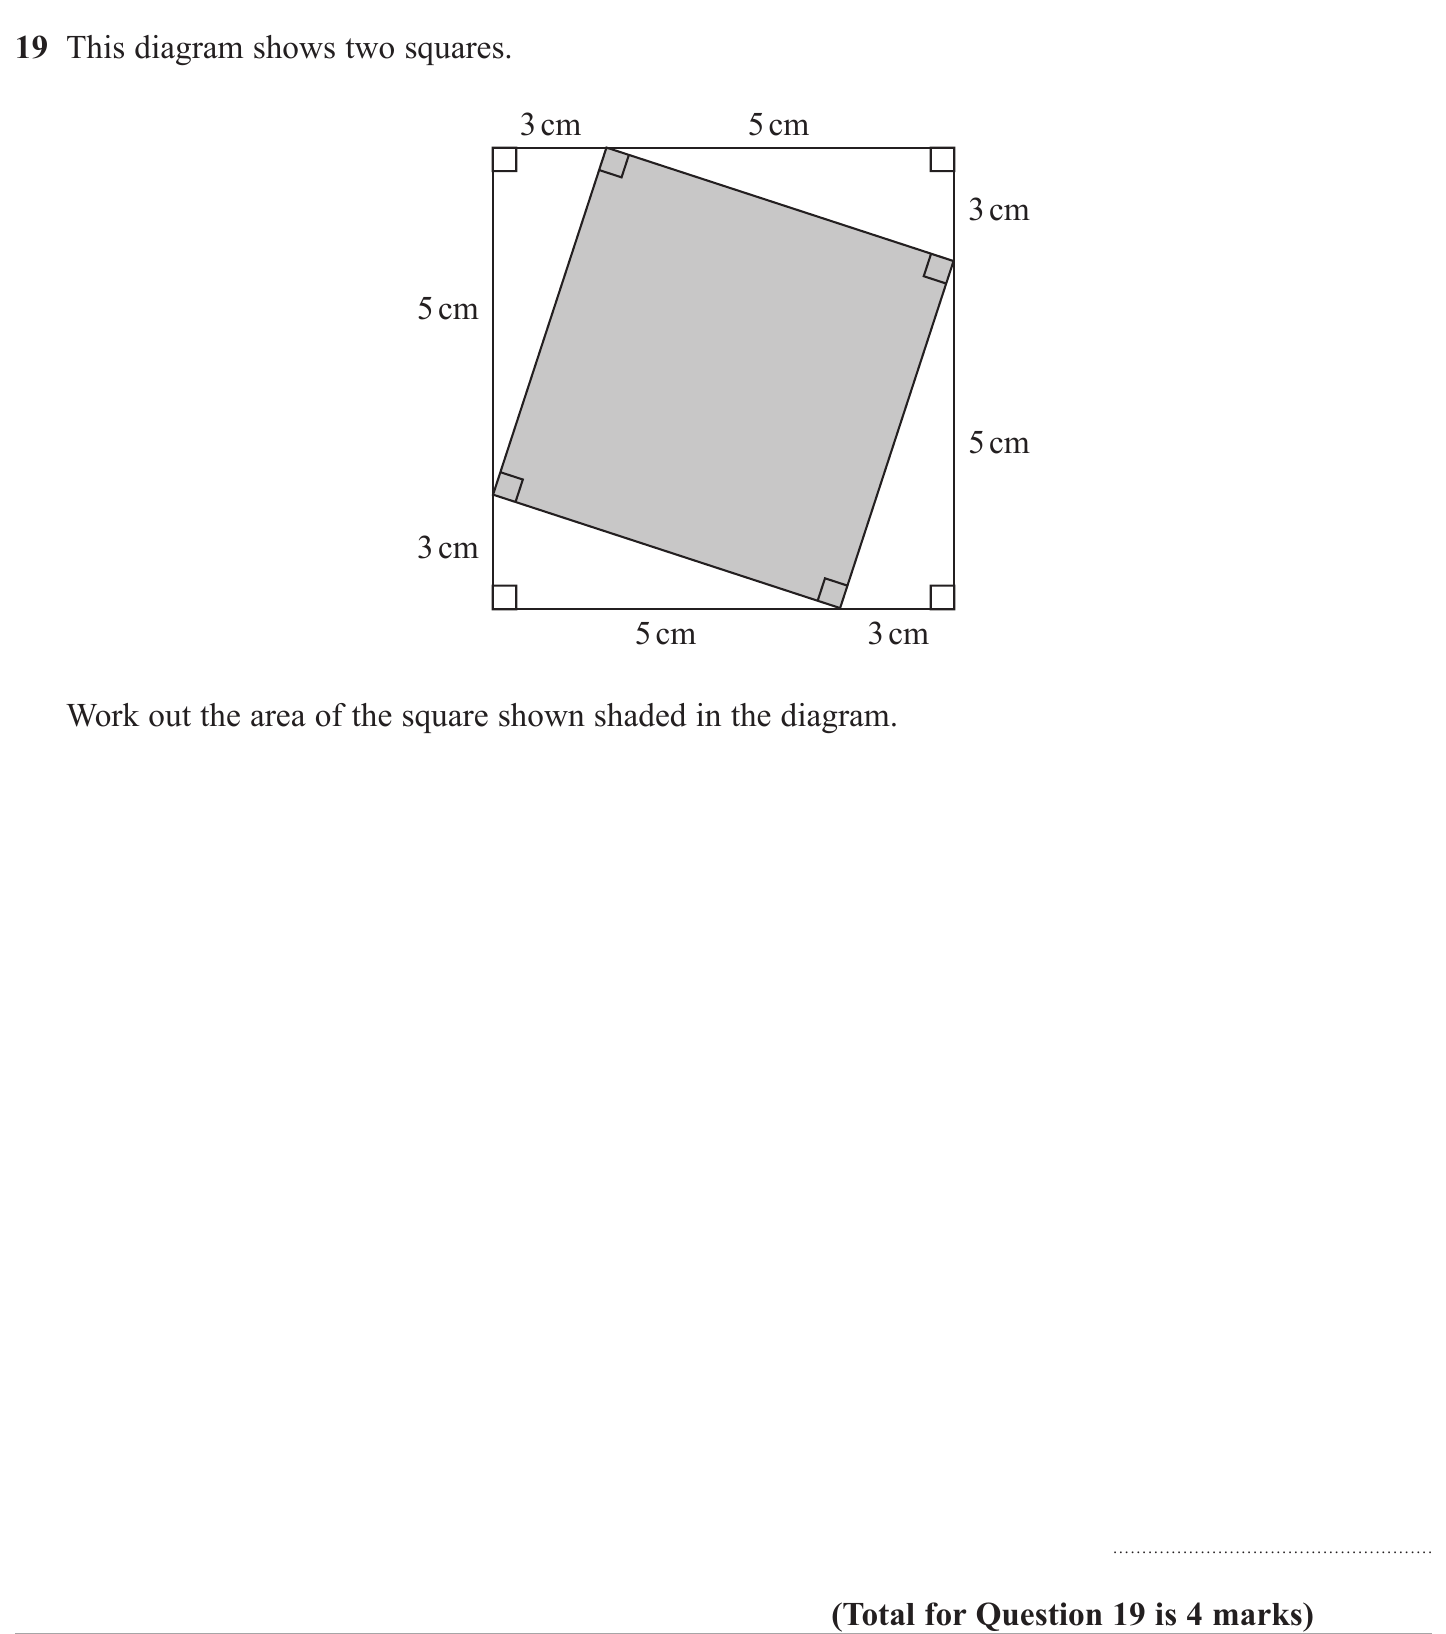 19 This diagram shows two squares.
3 cm 5 cm
3 cm
5 cm
5 cm
3 cm
5 cm 3 cm
Work out the area of the square shown shaded in the diagram.
(Total for Question 19 is 4 marks)